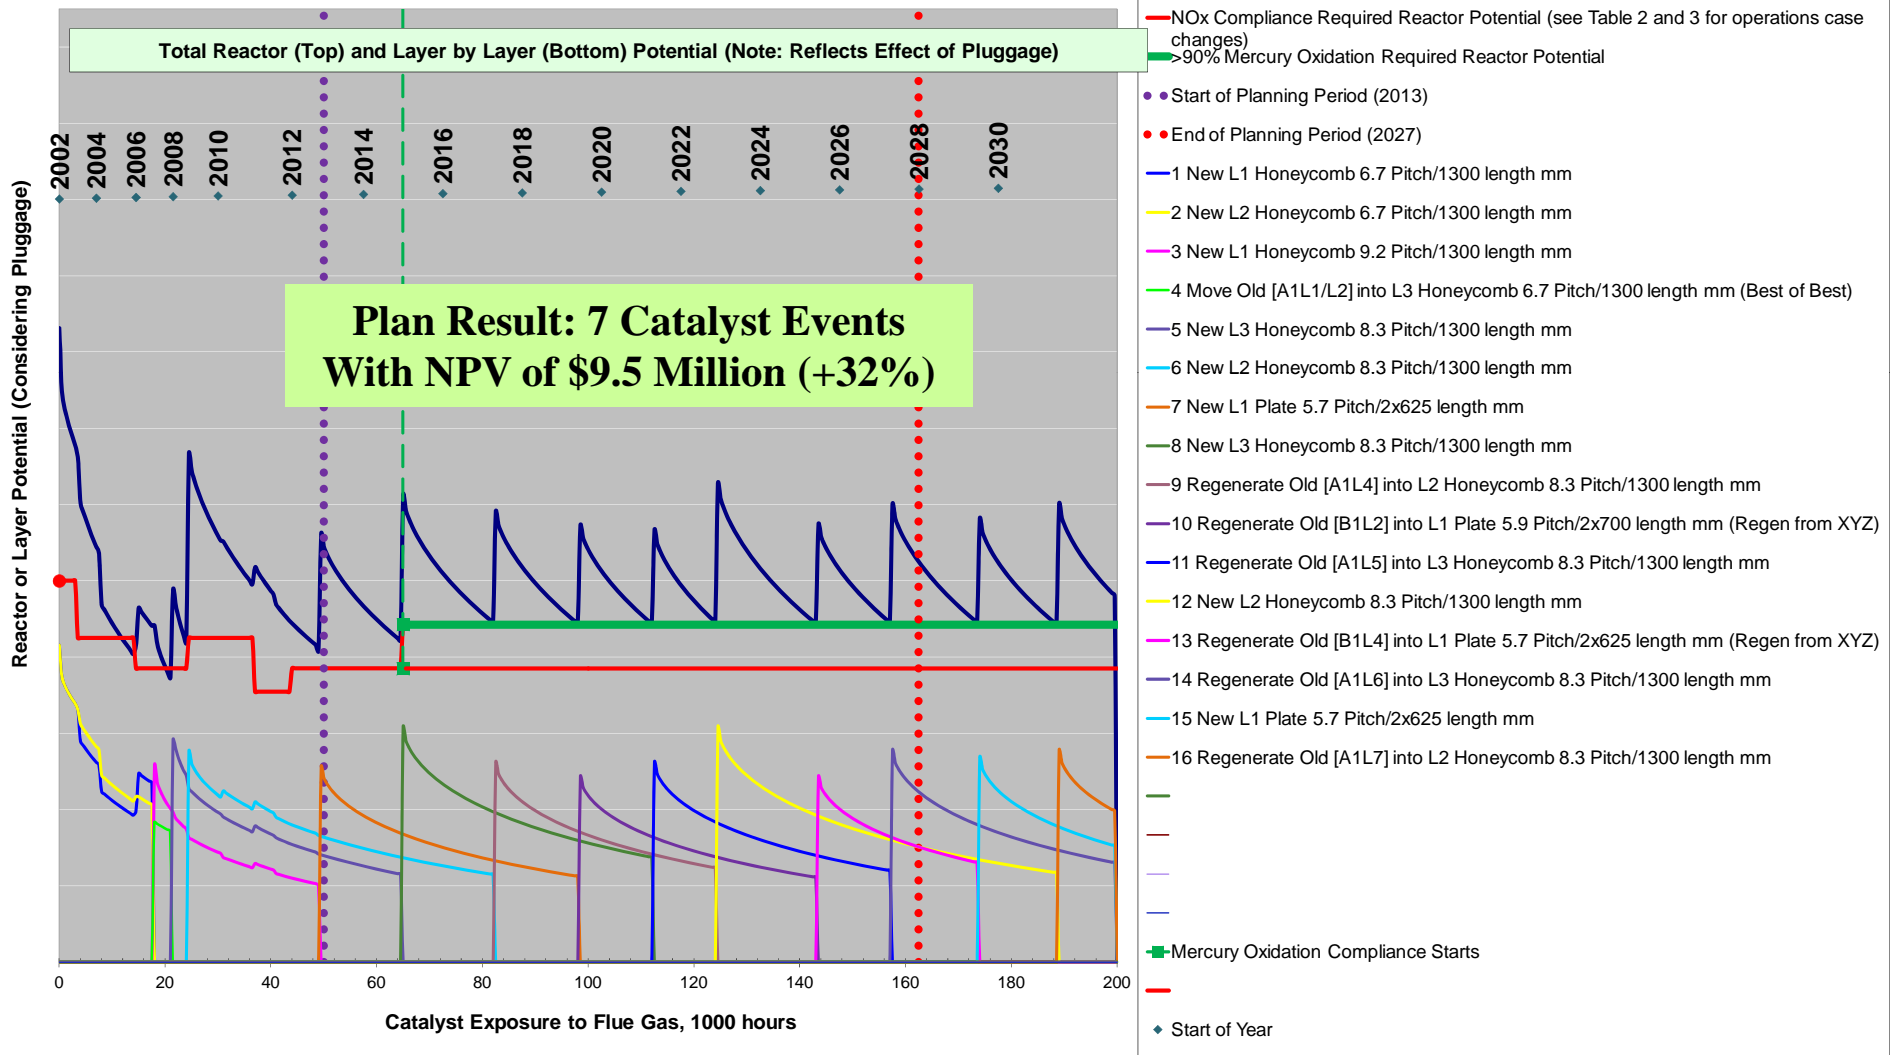 Total Reactor (Top) and Layer by Layer (Bottom) Potential (Note: Reflects Effect of Pluggage)
2002
2004
2006
2008
2010
2012
2014
2016
2018
2020
2022
2024
2026
2028
2030
Reactor or Layer Potential (Considering Pluggage)
Plan Result: 7 Catalyst Events
With NPV of $9.5 Million (+32%)
0
20
40
60
80
100
120
140
160
180
200
Catalyst Exposure to Flue Gas, 1000 hours
NOx Compliance Required Reactor Potential (see Table 2 and 3 for operations case
changes)
>90% Mercury Oxidation Required Reactor Potential
Start of Planning Period (2013)
End of Planning Period (2027)
1 New L1 Honeycomb 6.7 Pitch/1300 length mm
2 New L2 Honeycomb 6.7 Pitch/1300 length mm
3 New L1 Honeycomb 9.2 Pitch/1300 length mm
4 Move Old [A1L1/L2] into L3 Honeycomb 6.7 Pitch/1300 length mm (Best of Best)
5 New L3 Honeycomb 8.3 Pitch/1300 length mm
6 New L2 Honeycomb 8.3 Pitch/1300 length mm
7 New L1 Plate 5.7 Pitch/2x625 length mm
8 New L3 Honeycomb 8.3 Pitch/1300 length mm
9 Regenerate Old [A1L4] into L2 Honeycomb 8.3 Pitch/1300 length mm
10 Regenerate Old [B1L2] into L1 Plate 5.9 Pitch/2x700 length mm (Regen from XYZ)
11 Regenerate Old [A1L5] into L3 Honeycomb 8.3 Pitch/1300 length mm
12 New L2 Honeycomb 8.3 Pitch/1300 length mm
13 Regenerate Old [B1L4] into L1 Plate 5.7 Pitch/2x625 length mm (Regen from XYZ)
14 Regenerate Old [A1L6] into L3 Honeycomb 8.3 Pitch/1300 length mm
15 New L1 Plate 5.7 Pitch/2x625 length mm
16 Regenerate Old [A1L7] into L2 Honeycomb 8.3 Pitch/1300 length mm
Mercury Oxidation Compliance Starts
Start of Year